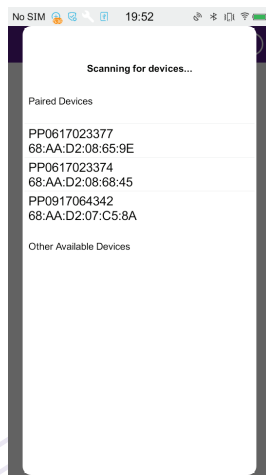 No SIM 19:52
Scanning for devices...
Paired Devices
PP0617023377
68:AA:D2:08:65:9E
PP0617023374
68:AA:D2:08:68:45
PP0917064342
68:AA:D2:07:C5:8A
Other Available Devices